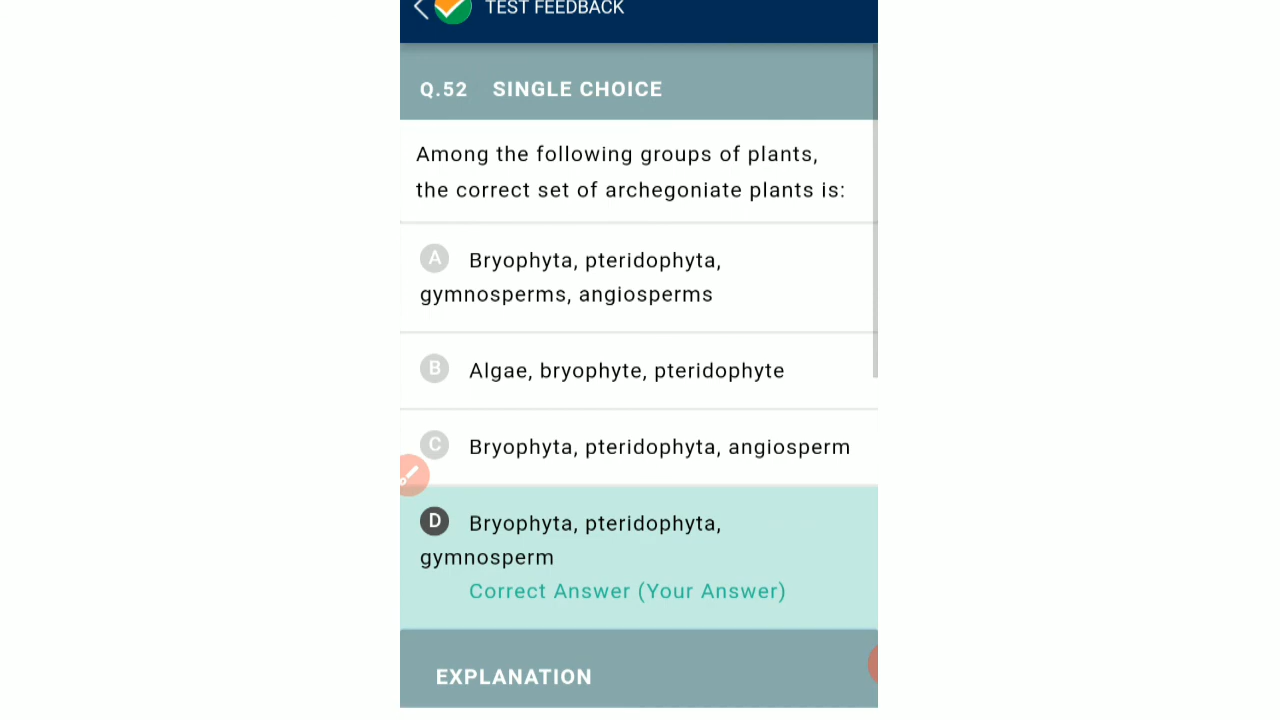 TEST FEEDBACK
Q.52 SINGLE CHOICE
Among the following groups of plants,
the correct set of archegoniate plants is:
A Bryophyta, pteridophyta,
gymnosperms, angiosperms
B Algae, bryophyte, pteridophyte
C Bryophyta, pteridophyta, angiosperm
D Bryophyta, pteridophyta,
gymnosperm
Correct Answer (Your Answer)
EXPLANATION